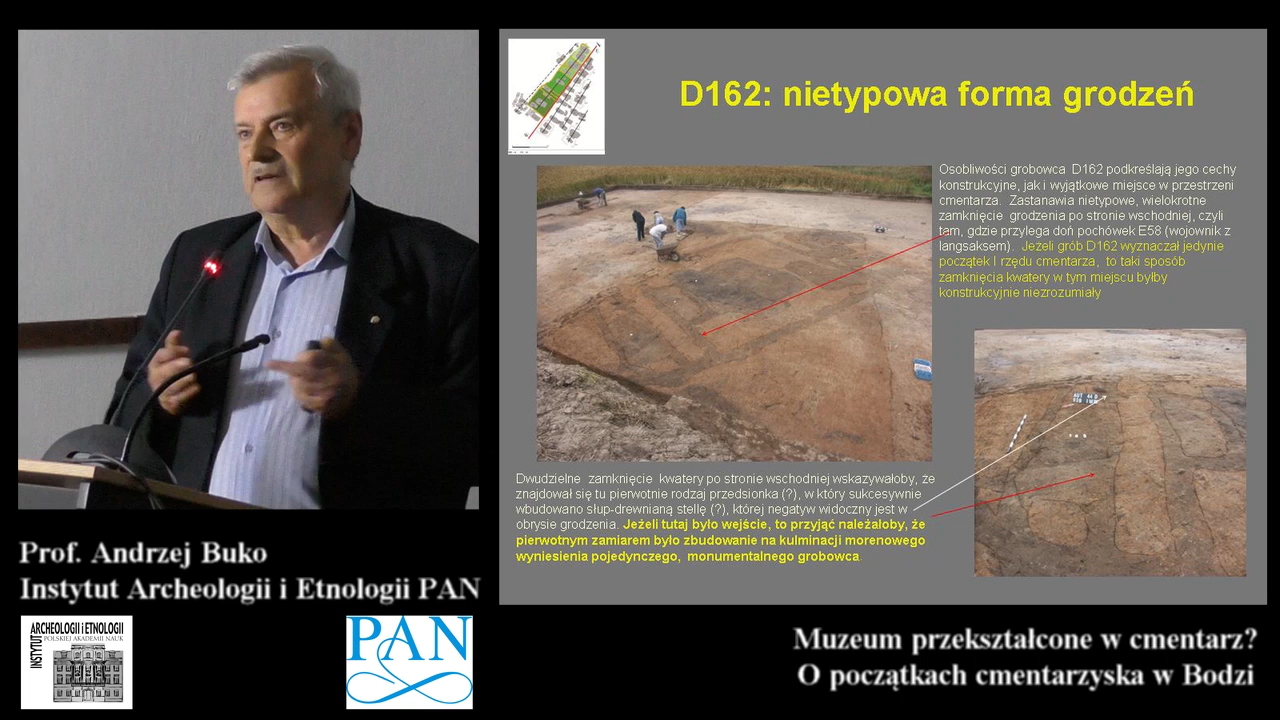 D162: nietypowa forma grodzeń
Osobliwości grobowca D162 podkreślają jego cechy
konstrukcyjne, jak i wyjątkowe miejsce w przestrzeni
cmentarza. Zastanawia nietypowe, wielokrotne
zamknięcie grodzenia po stronie wschodniej, czyli
tam, gdzie przylega doń pochówek E58 (wojownik z
langsaksem). Jeżeli grób D162 wyznaczał jedynie
początek I rzędu cmentarza, to taki sposób
zamknięcia kwatery w tym miejscu byłby
konstrukcyjnie niezrozumiały
Dwudzielne zamknięcie kwatery po stronie wschodniej wskazywałoby, że
znajdował się tu pierwotnie rodzaj przedsionka (?), w który sukcesywnie
wbudowano słup-drewnianą stellę (?), której negatyw widoczny jest w
obrysie grodzenia. Jeżeli tutaj było wejście, to przyjąć należałoby, że
pierwotnym zamiarem było zbudowanie na kulminacji morenowego
wyniesienia pojedynczego, monumentalnego grobowca.
Prof. Andrzej Buko
Instytut Archeologii i Etnologii PAN
INSTYTUT
ARCHEOLOGII i ETNOLOGII
POLSKIEJ AKADEMII NAUK
PAN
Muzeum przekształcone w cmentarz?
O początkach cmentarzyska w Bodzi